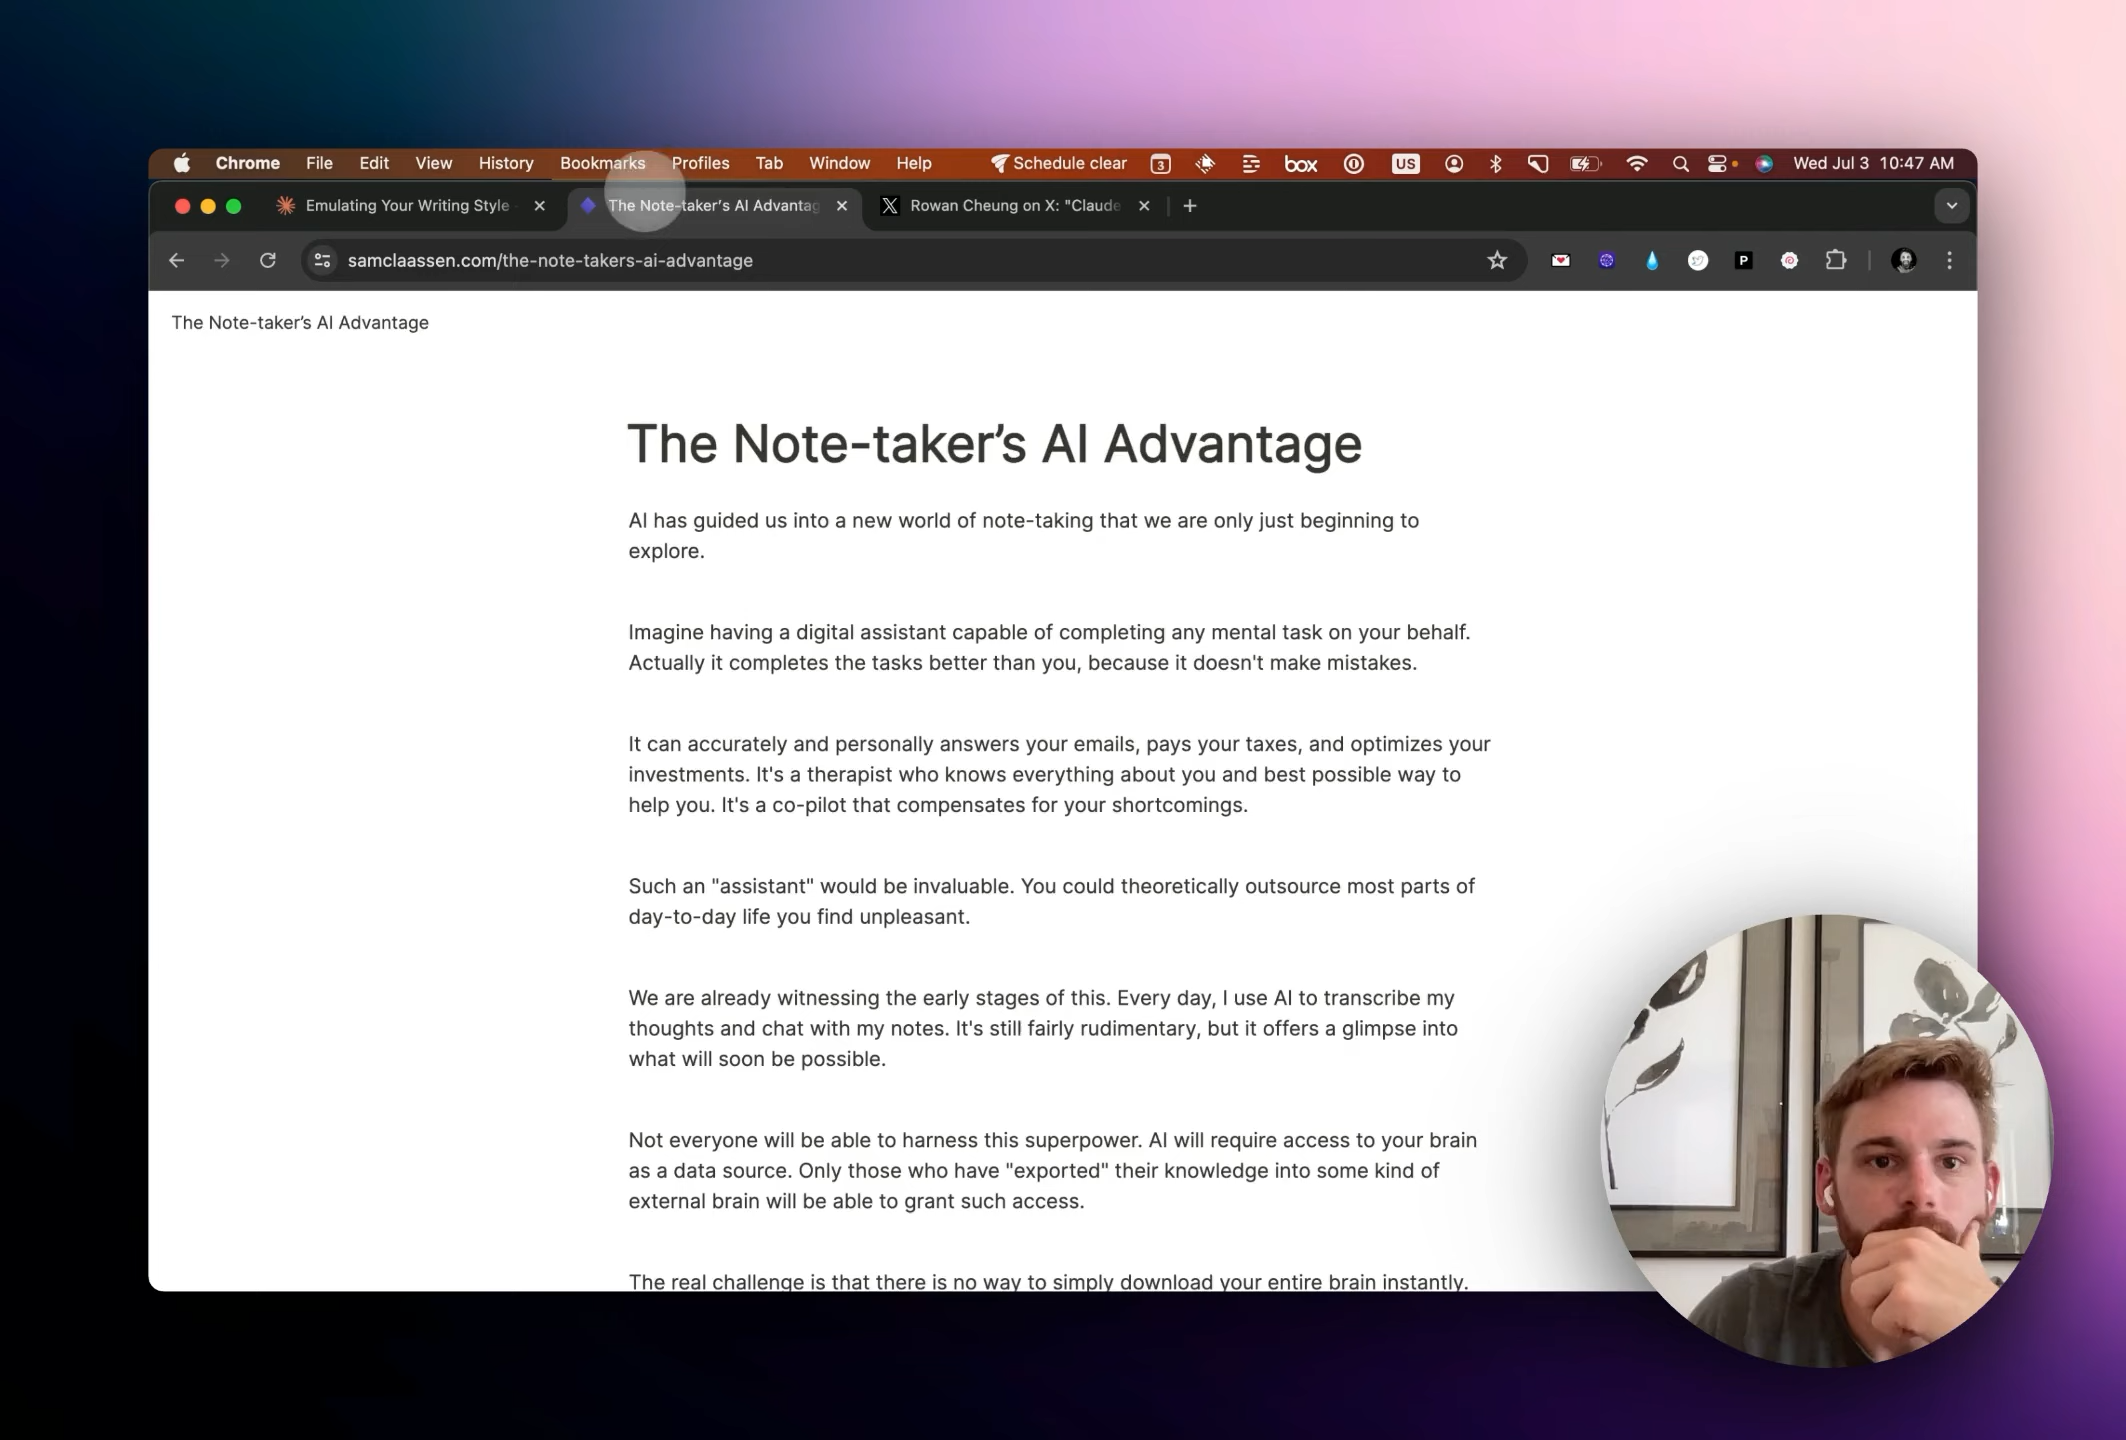 Chrome File Edit View History Bookmarks Profiles Tab Window Help Schedule clear 3 box US Wed Jul 3 10:47 AM
Emulating Your Writing Style The Note-taker's AI Advantag Rowan Cheung on X: "Claude
samclaassen.com/the-note-takers-ai-advantage P
The Note-taker's AI Advantage
The Note-taker's AI Advantage
AI has guided us into a new world of note-taking that we are only just beginning to
explore.
Imagine having a digital assistant capable of completing any mental task on your behalf.
Actually it completes the tasks better than you, because it doesn't make mistakes.
It can accurately and personally answers your emails, pays your taxes, and optimizes your
investments. It's a therapist who knows everything about you and best possible way to
help you. It's a co-pilot that compensates for your shortcomings.
Such an "assistant" would be invaluable. You could theoretically outsource most parts of
day-to-day life you find unpleasant.
We are already witnessing the early stages of this. Every day, I use AI to transcribe my
thoughts and chat with my notes. It's still fairly rudimentary, but it offers a glimpse into
what will soon be possible.
Not everyone will be able to harness this superpower. AI will require access to your brain
as a data source. Only those who have "exported" their knowledge into some kind of
external brain will be able to grant such access.
The real challenge is that there is no way to simply download your entire brain instantly.